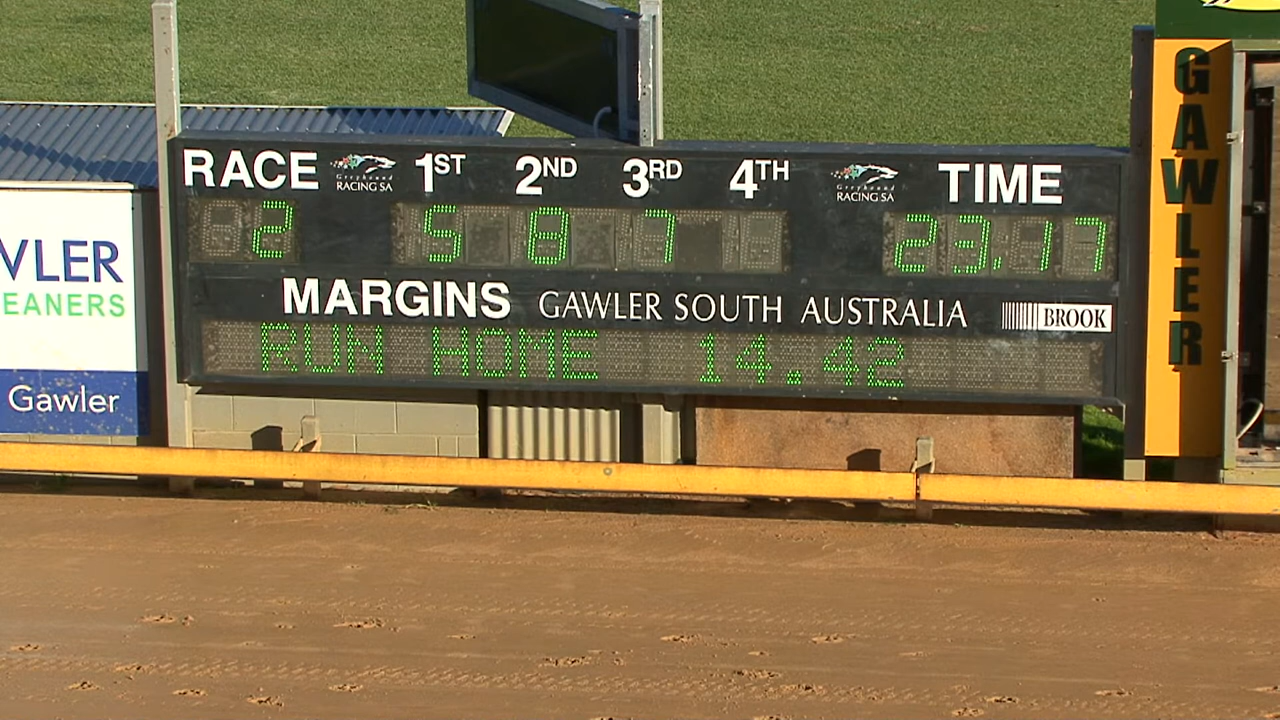 RACE
Greyhound
RACING SA
1ST 2ND 3RD 4TH
Greyhound
RACING SA
TIME
2 5 8 7 23.17
MARGINS GAWLER SOUTH AUSTRALIA BROOK
RUN HOME 14.42
GAWLER
VLER
EANERS
Gawler